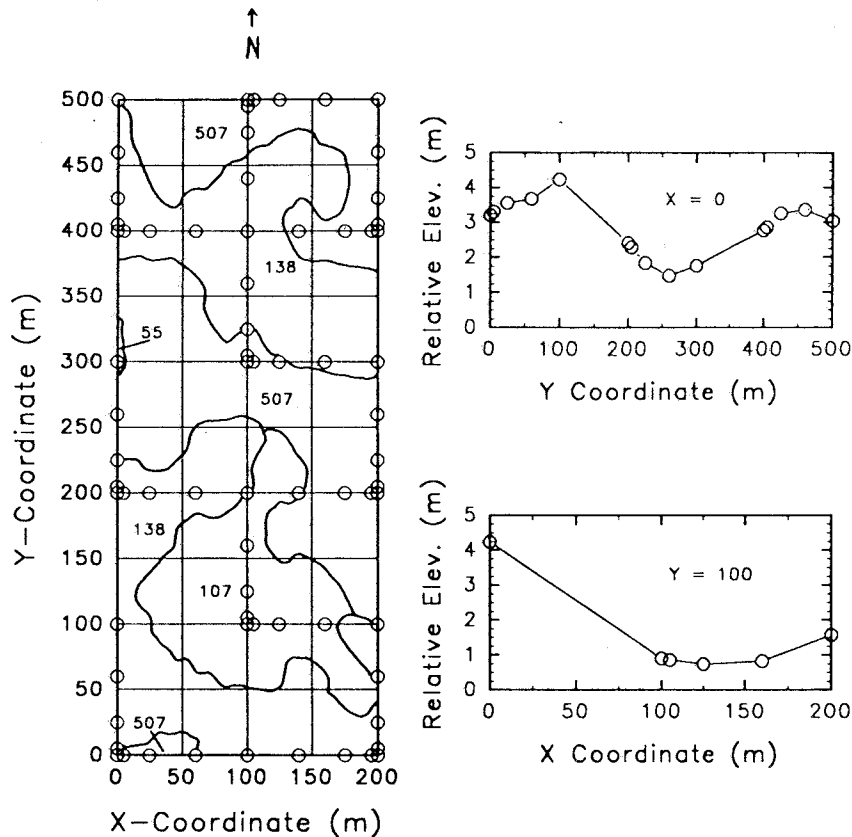 N
500
450
400
350
300
250
200
150
100
50
0
Y-Coordinate (m)
507
138
55
507
138
107
507
0 50 100 150 200
X-Coordinate (m)
Relative Elev. (m)
5
4
3
2
1
0
X = 0
0 100 200 300 400 500
Y Coordinate (m)
Relative Elev. (m)
5
4
3
2
1
0
Y = 100
0 50 100 150 200
X Coordinate (m)